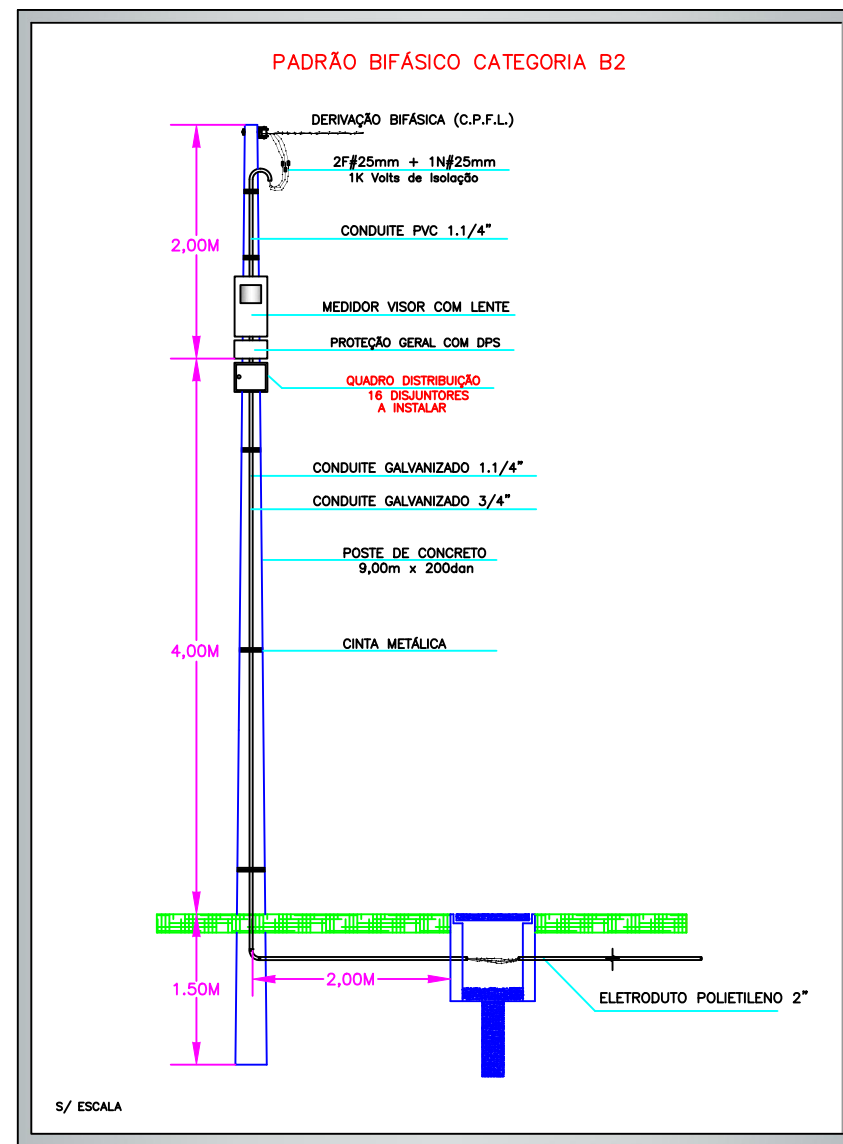 PADRÃO BIFÁSICO CATEGORIA B2
DERIVAÇÃO BIFÁSICA (C.P.F.L.)
2F#25mm + 1N#25mm
1K Volts de Isolação
CONDUITE PVC 1.1/4"
2,00M
MEDIDOR VISOR COM LENTE
PROTEÇÃO GERAL COM DPS
QUADRO DISTRIBUIÇÃO
16 DISJUNTORES
A INSTALAR
CONDUITE GALVANIZADO 1.1/4"
CONDUITE GALVANIZADO 3/4"
POSTE DE CONCRETO
9,00m x 200dan
CINTA METÁLICA
4,00M
2,00M
1.50M
ELETRODUTO POLIETILENO 2"
S/ ESCALA